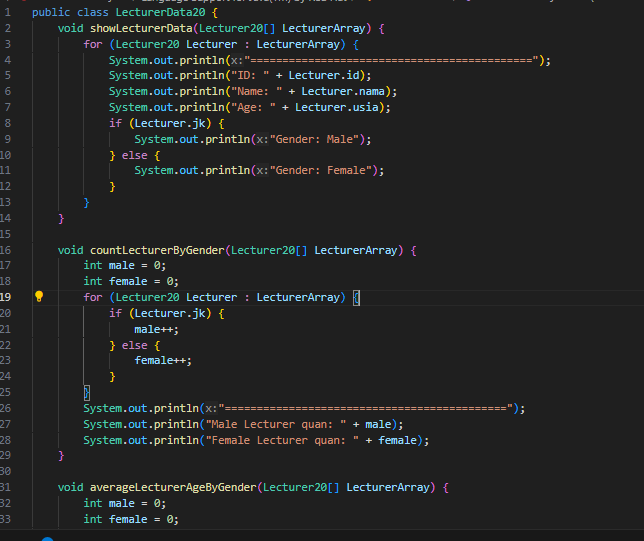 1 public class LecturerData20 {
2 void showLecturerData(Lecturer20[] LecturerArray) {
3 for (Lecturer20 Lecturer : LecturerArray) {
4 System.out.println(x:"============================================");
5 System.out.println("ID: " + Lecturer.id);
6 System.out.println("Name: " + Lecturer.nama);
7 System.out.println("Age: " + Lecturer.usia);
8 if (Lecturer.jk) {
9 System.out.println(x:"Gender: Male");
10 } else {
11 System.out.println(x:"Gender: Female");
12 }
13 }
14 }
15
16 void countLecturerByGender(Lecturer20[] LecturerArray) {
17 int male = 0;
18 int female = 0;
19 for (Lecturer20 Lecturer : LecturerArray) {
20 if (Lecturer.jk) {
21 male++;
22 } else {
23 female++;
24 }
25 }
26 System.out.println(x:"============================================");
27 System.out.println("Male Lecturer quan: " + male);
28 System.out.println("Female Lecturer quan: " + female);
29 }
30
31 void averageLecturerAgeByGender(Lecturer20[] LecturerArray) {
32 int male = 0;
33 int female = 0;